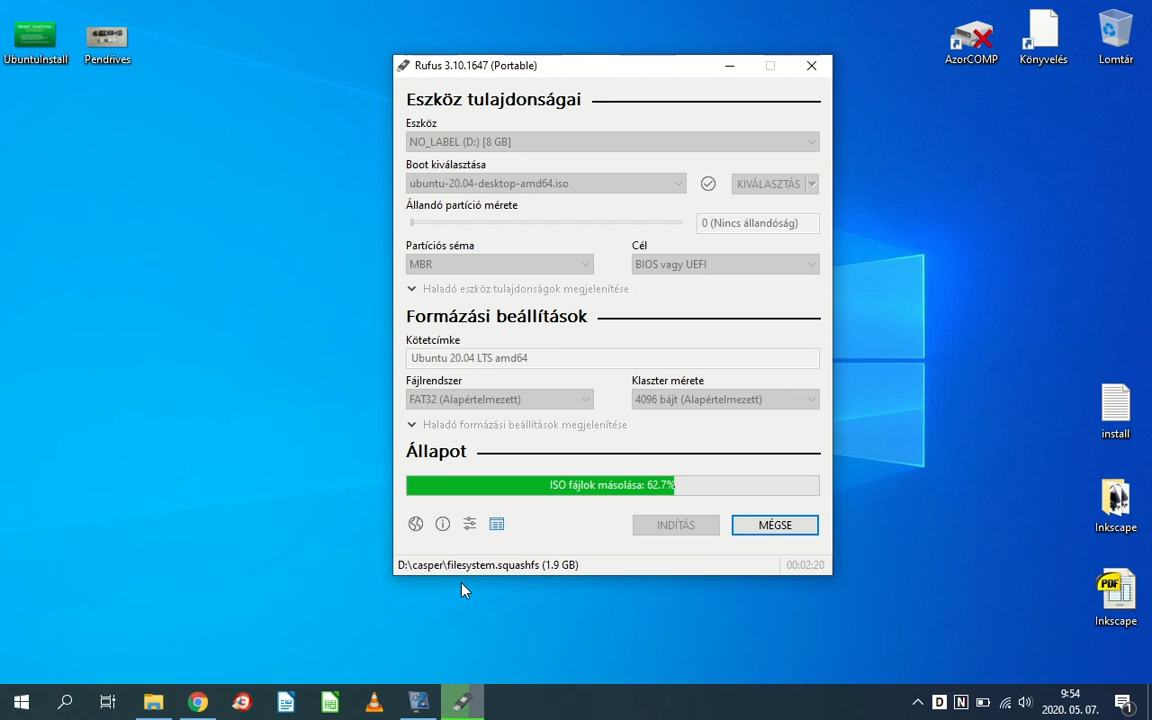 UbuntuInstall
Pendrives
AzorCOMP
Könyvelés
Lomtár
Rufus 3.10.1647 (Portable)
Eszköz tulajdonságai
Eszköz
NO_LABEL (D:) [8 GB]
Boot kiválasztása
ubuntu-20.04-desktop-amd64.iso
KIVÁLASZTÁS
Állandó partíció mérete
0 (Nincs állandóság)
Partíciós séma
Cél
MBR
BIOS vagy UEFI
Haladó eszköz tulajdonságok megjelenítése
Formázási beállítások
Kötetcímke
Ubuntu 20.04 LTS amd64
Fájlrendszer
Klaszter mérete
FAT32 (Alapértelmezett)
4096 bájt (Alapértelmezett)
Haladó formázási beállítások megjelenítése
Állapot
ISO fájlok másolása: 62.7%
INDÍTÁS
MÉGSE
D:\casper\filesystem.squashfs (1.9 GB)
00:02:20
install
Inkscape
PDF
Inkscape
D
N
9:54
2020. 05. 07.
1